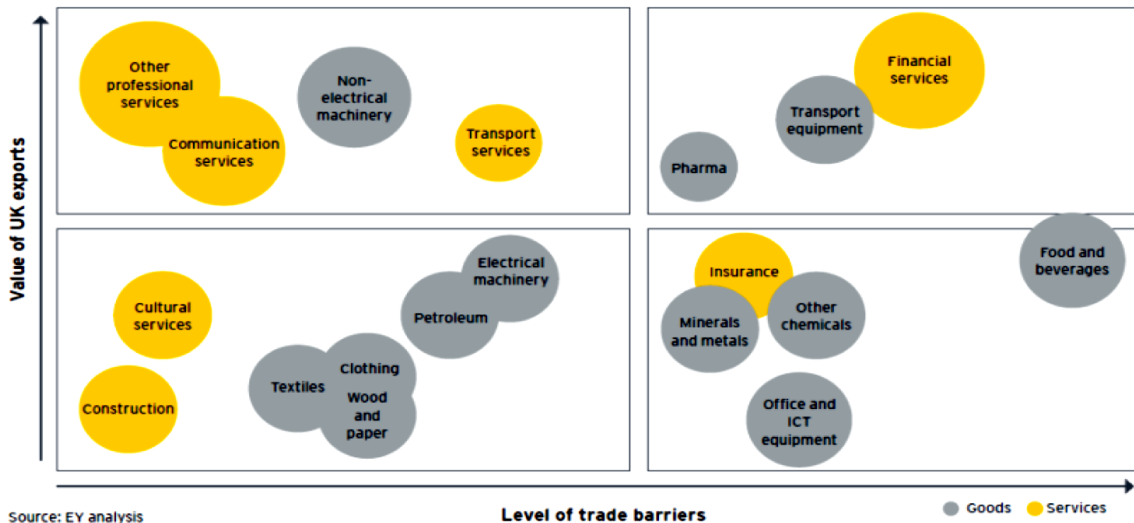 Value of UK exports
Other
professional
services
Communication
services
Non-
electrical
machinery
Transport
services
Financial
services
Transport
equipment
Pharma
Cultural
services
Construction
Textiles
Clothing
Wood
and
paper
Petroleum
Electrical
machinery
Insurance
Minerals
and metals
Other
chemicals
Office and
ICT
equipment
Food and
beverages
Source: EY analysis
Level of trade barriers
Goods
Services